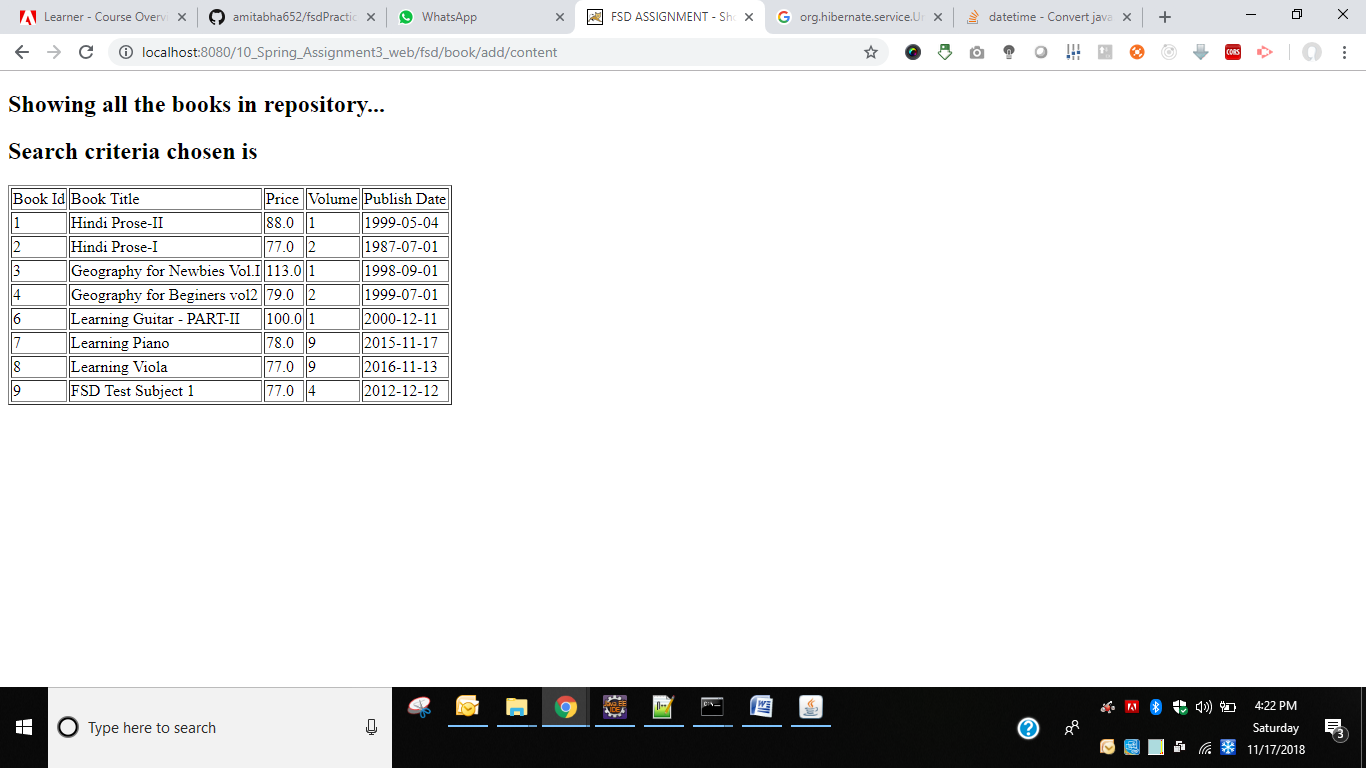 Learner - Course Overv
amitabha652/fsdPractic
WhatsApp
FSD ASSIGNMENT - Sho
org.hibernate.service.Un
datetime - Convert java
localhost:8080/10_Spring_Assignment3_web/fsd/book/add/content
CORS
Showing all the books in repository...
Search criteria chosen is
Book Id Book Title Price Volume Publish Date
1 Hindi Prose-II 88.0 1 1999-05-04
2 Hindi Prose-I 77.0 2 1987-07-01
3 Geography for Newbies Vol.I 113.0 1 1998-09-01
4 Geography for Beginers vol2 79.0 2 1999-07-01
6 Learning Guitar - PART-II 100.0 1 2000-12-11
7 Learning Piano 78.0 9 2015-11-17
8 Learning Viola 77.0 9 2016-11-13
9 FSD Test Subject 1 77.0 4 2012-12-12
Type here to search
4:22 PM
Saturday
11/17/2018
3